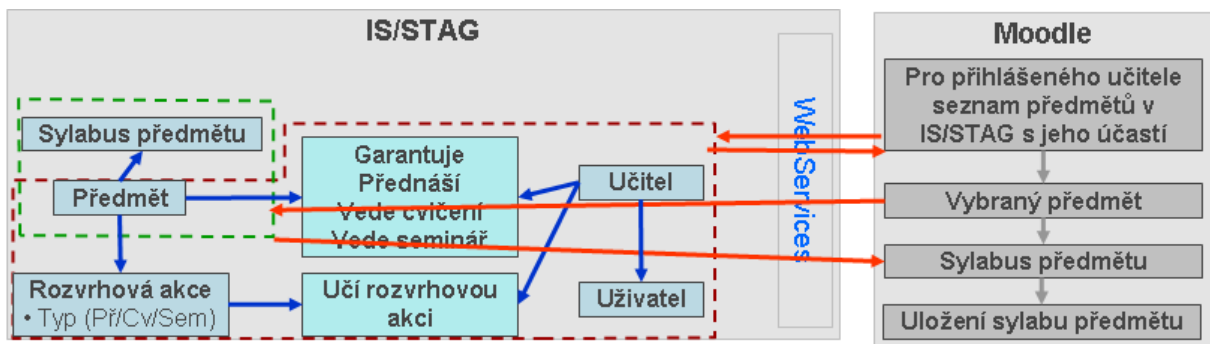 IS/STAG
Sylabus předmětu
Předmět
Rozvrhová akce
• Typ (Př/Cv/Sem)
Garantuje
Přednáší
Vede cvičení
Vede seminář
Učí rozvrhovou
akci
Učitel
Uživatel
WebServices
Moodle
Pro přihlášeného učitele
seznam předmětů v
IS/STAG s jeho účastí
Vybraný předmět
Sylabus předmětu
Uložení sylabu předmětu